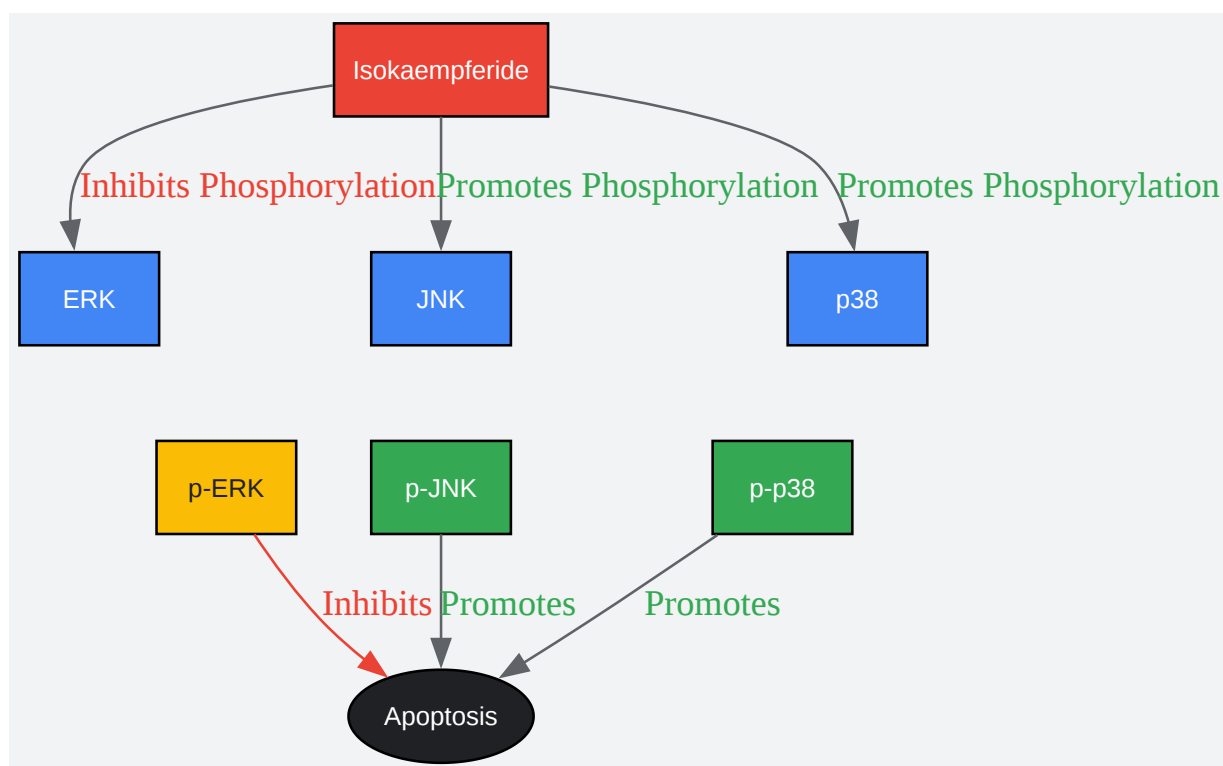 Isokaempferide
Inhibits Phosphorylation
Promotes Phosphorylation
Promotes Phosphorylation
ERK
JNK
p38
p-ERK
p-JNK
p-p38
Inhibits
Promotes
Promotes
Apoptosis